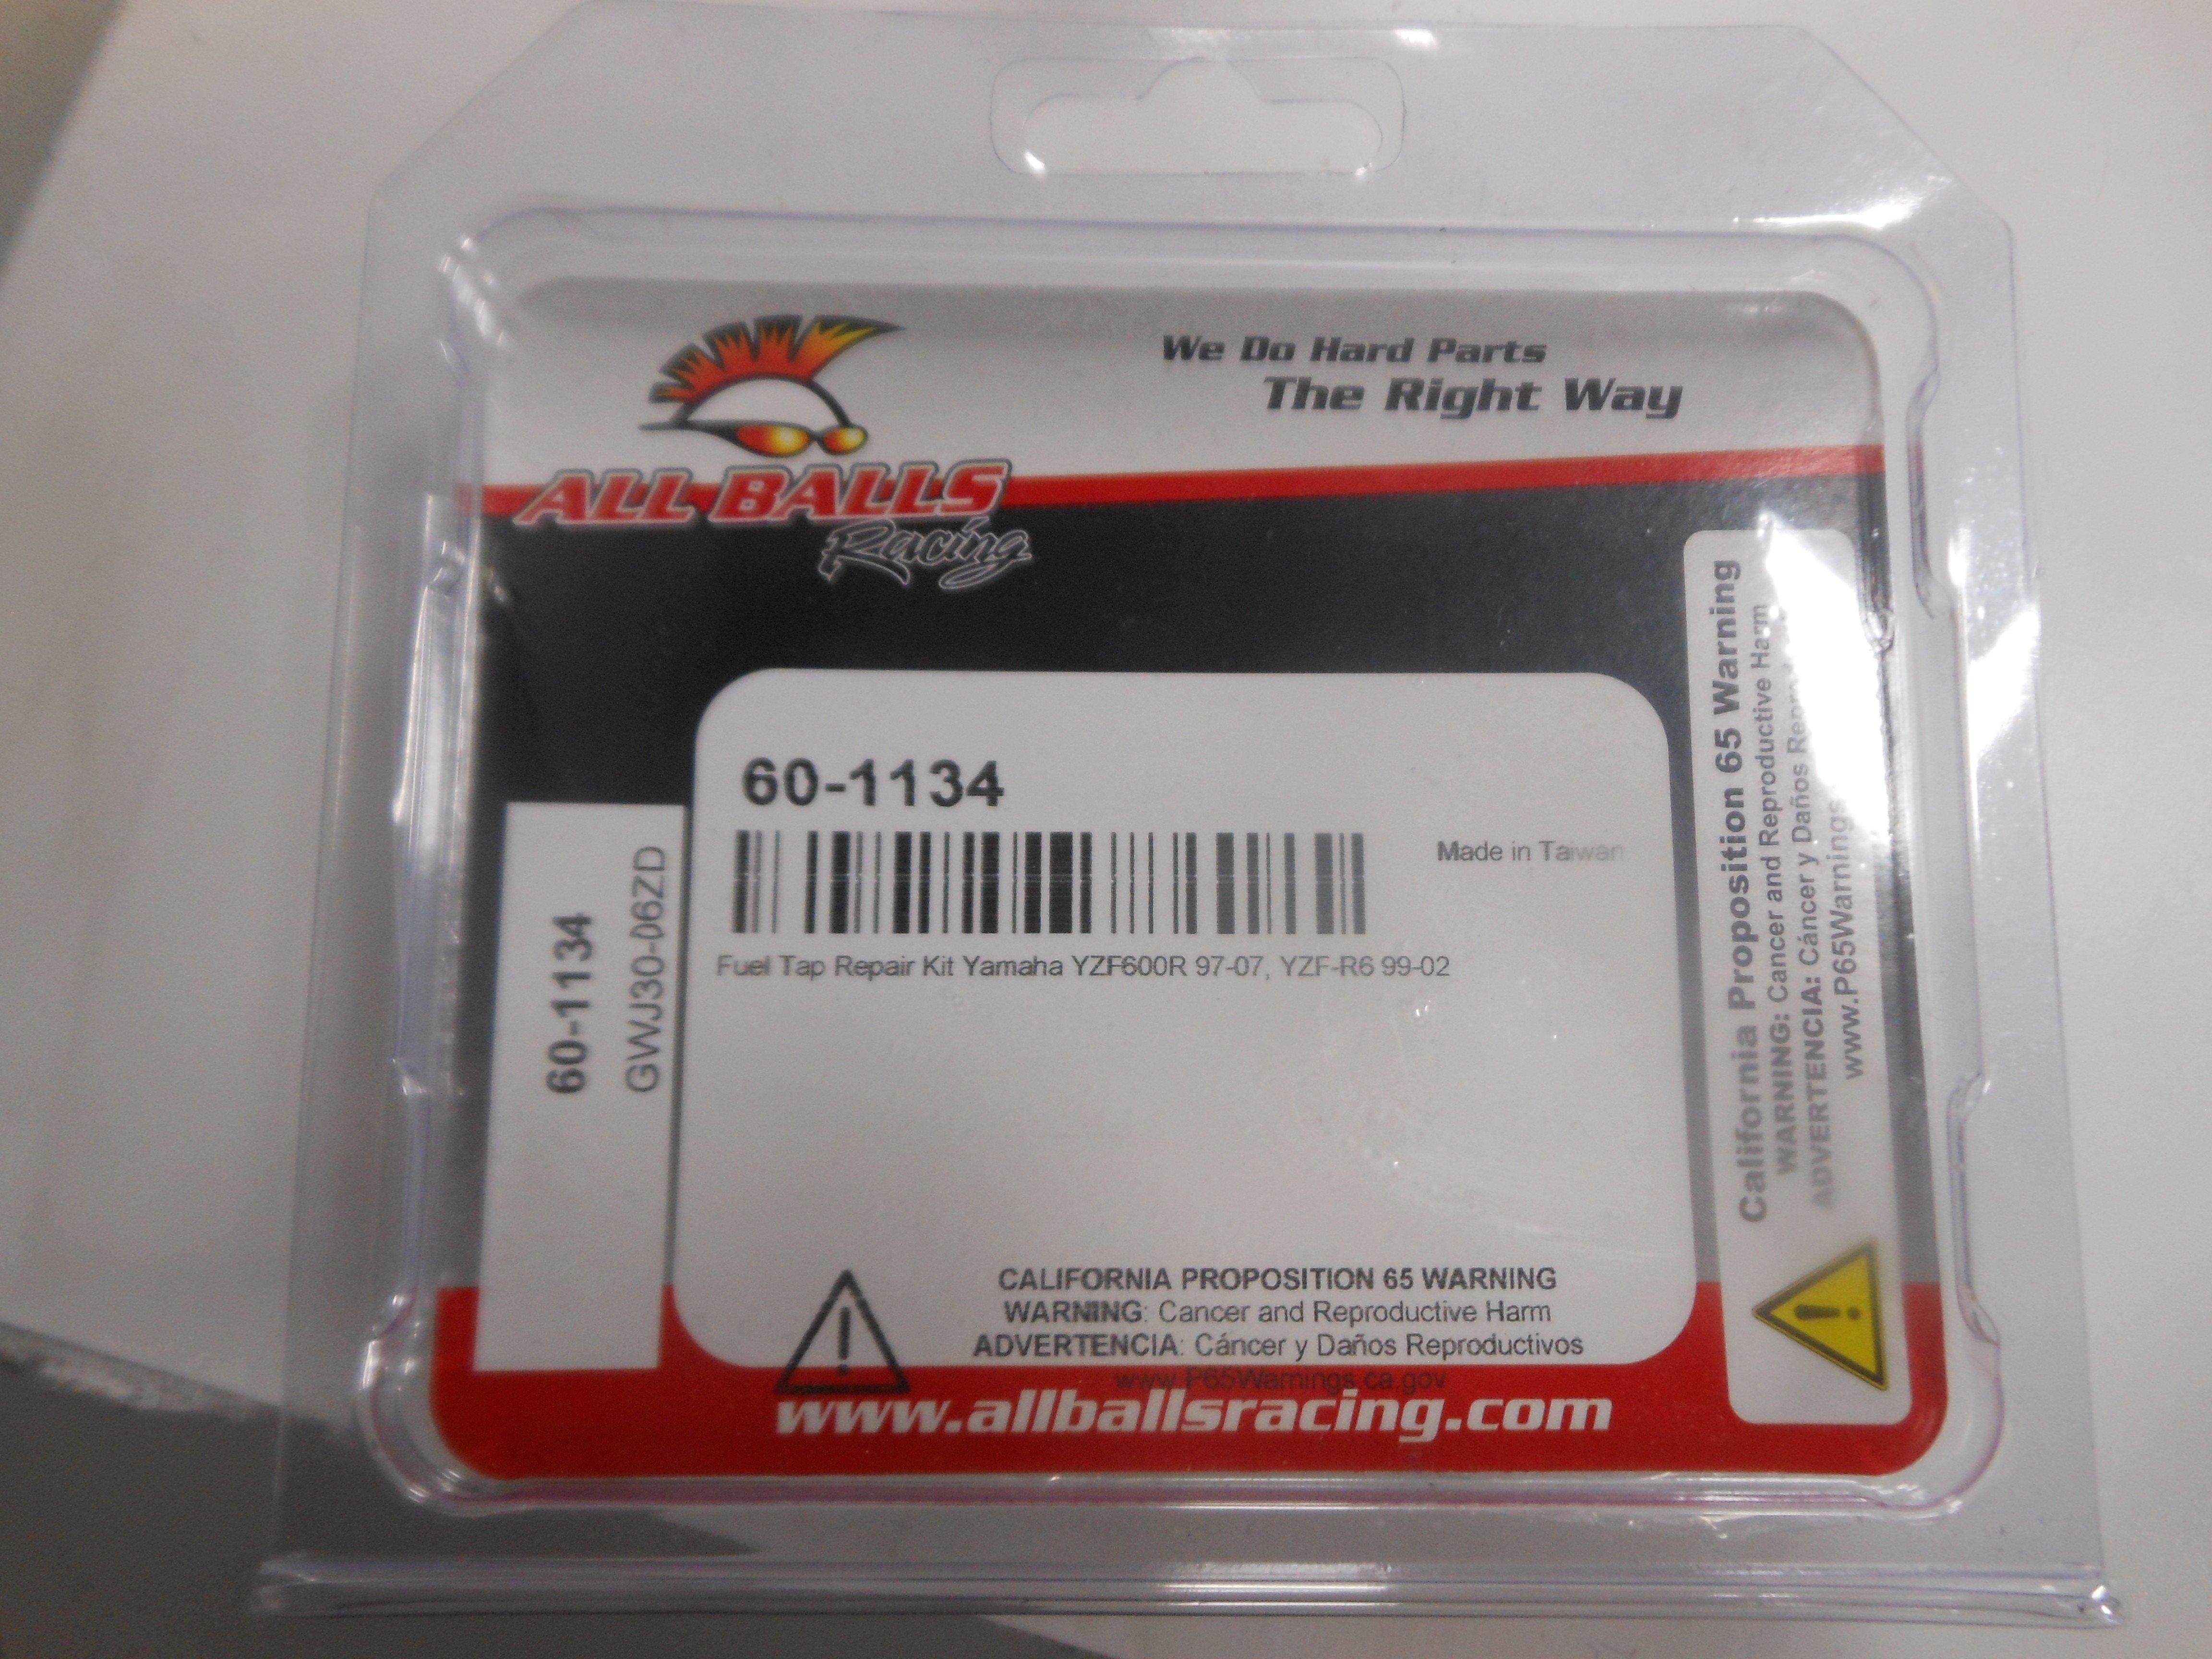 We Do Hard Parts
The Right Way
ALL BALLS
Racing
60-1134
Made in Taiwan
Fuel Tap Repair Kit Yamaha YZF600R 97-07, YZF-R6 99-02
60-1134
GWJ30-06ZD
CALIFORNIA PROPOSITION 65 WARNING
WARNING: Cancer and Reproductive Harm
ADVERTENCIA: Cáncer y Daños Reproductivos
www.P65Warnings.ca.gov
www.allballsracing.com
California Proposition 65 Warning
WARNING: Cancer and Reproductive Harm
ADVERTENCIA: Cáncer y Daños
www.P65Warnings